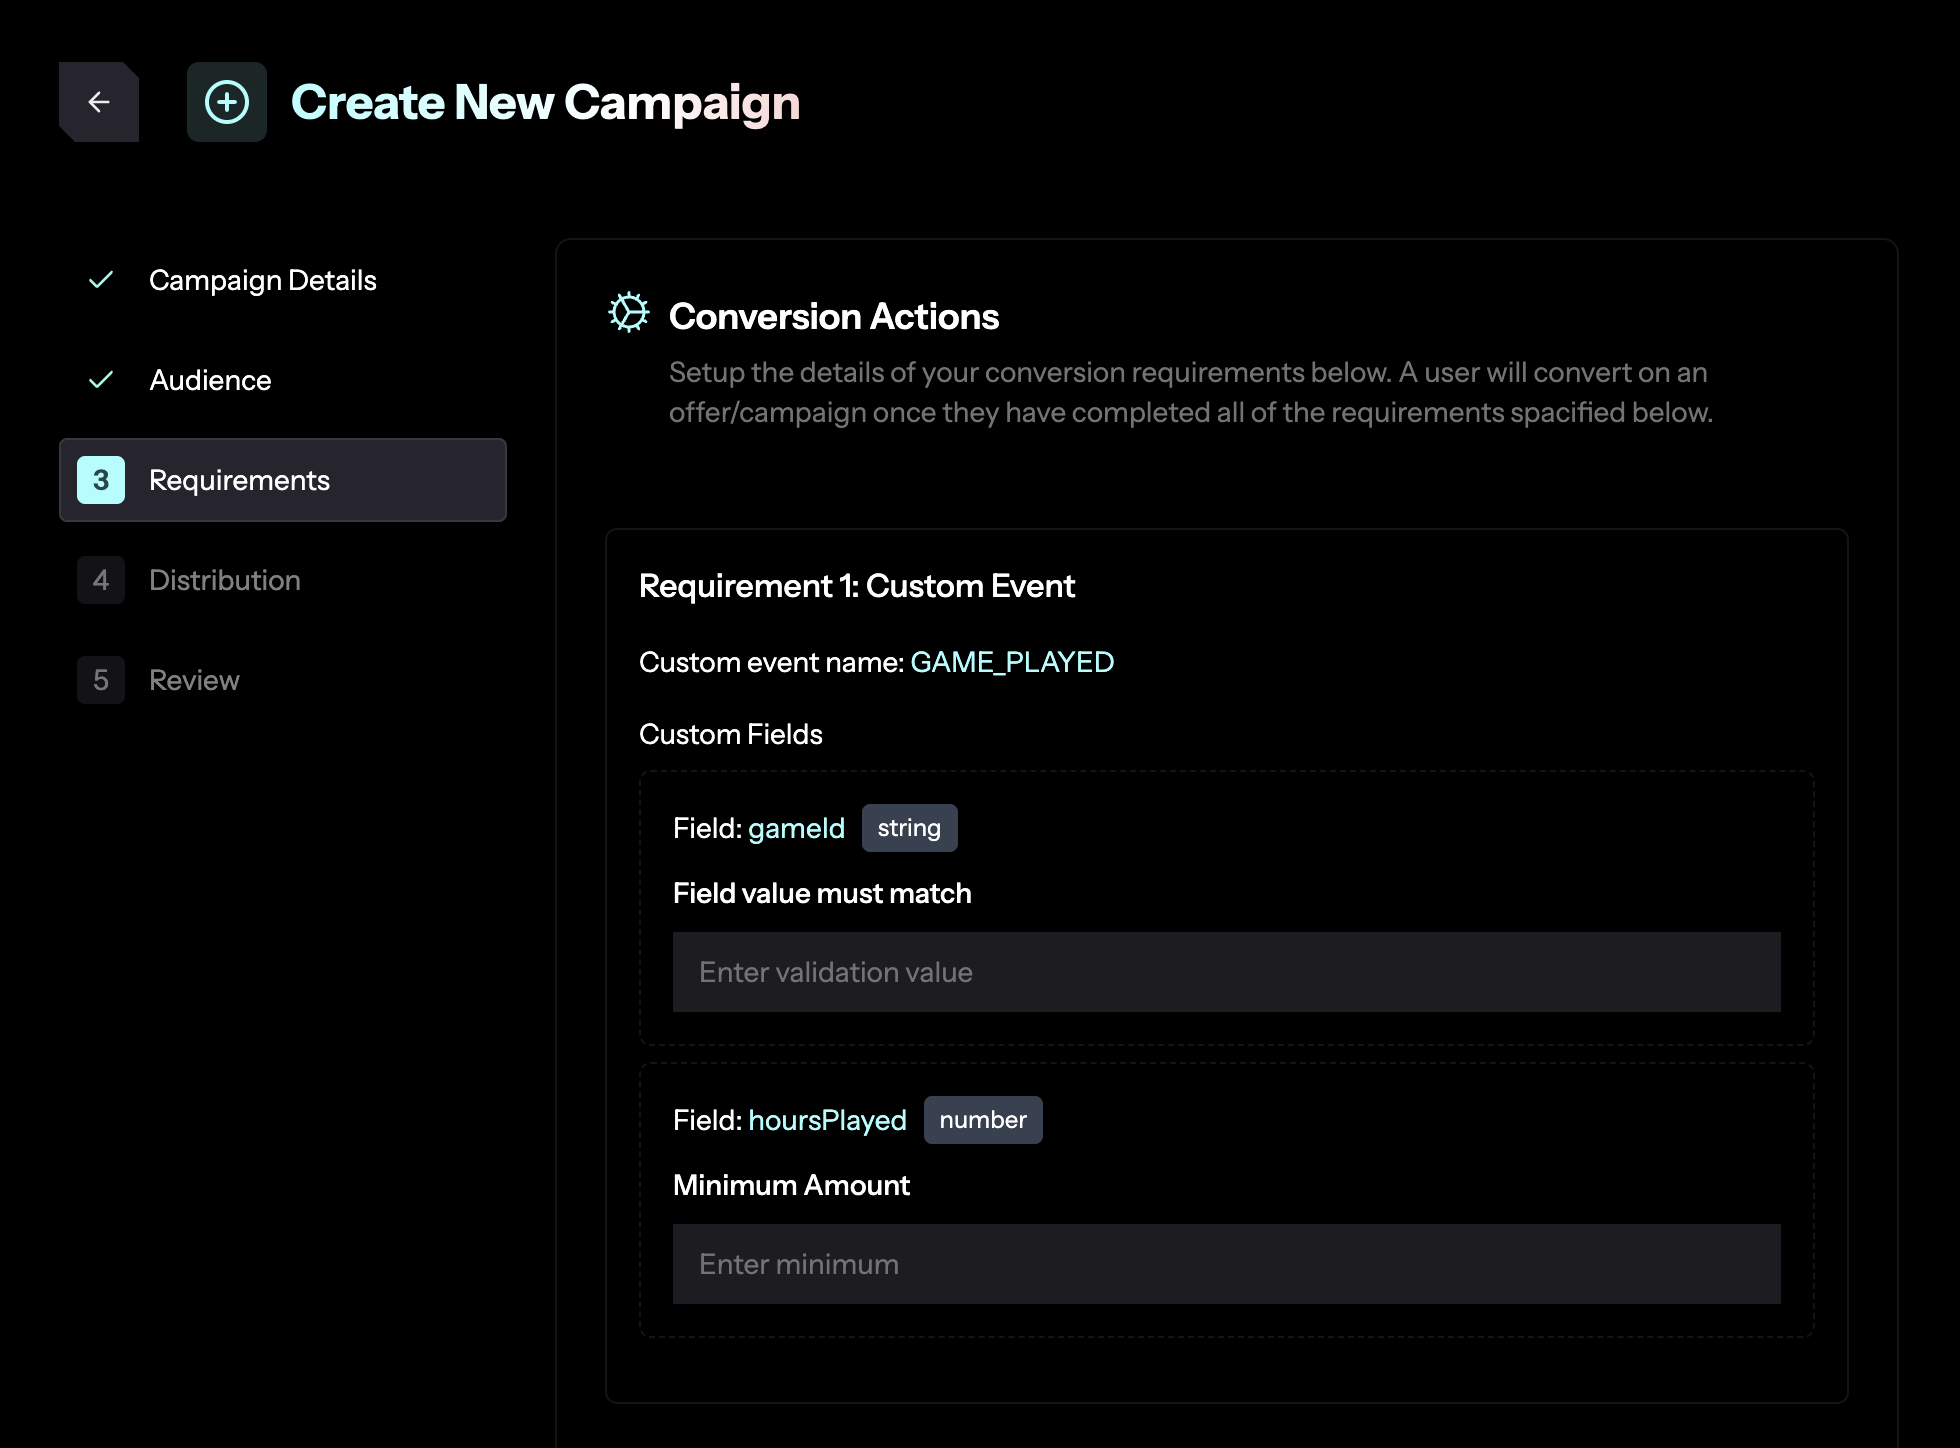 Create New Campaign
Campaign Details
Audience
3 Requirements
4 Distribution
5 Review
Conversion Actions
Setup the details of your conversion requirements below. A user will convert on an
offer/campaign once they have completed all of the requirements spacified below.
Requirement 1: Custom Event
Custom event name: GAME_PLAYED
Custom Fields
Field: gameId string
Field value must match
Enter validation value
Field: hoursPlayed number
Minimum Amount
Enter minimum